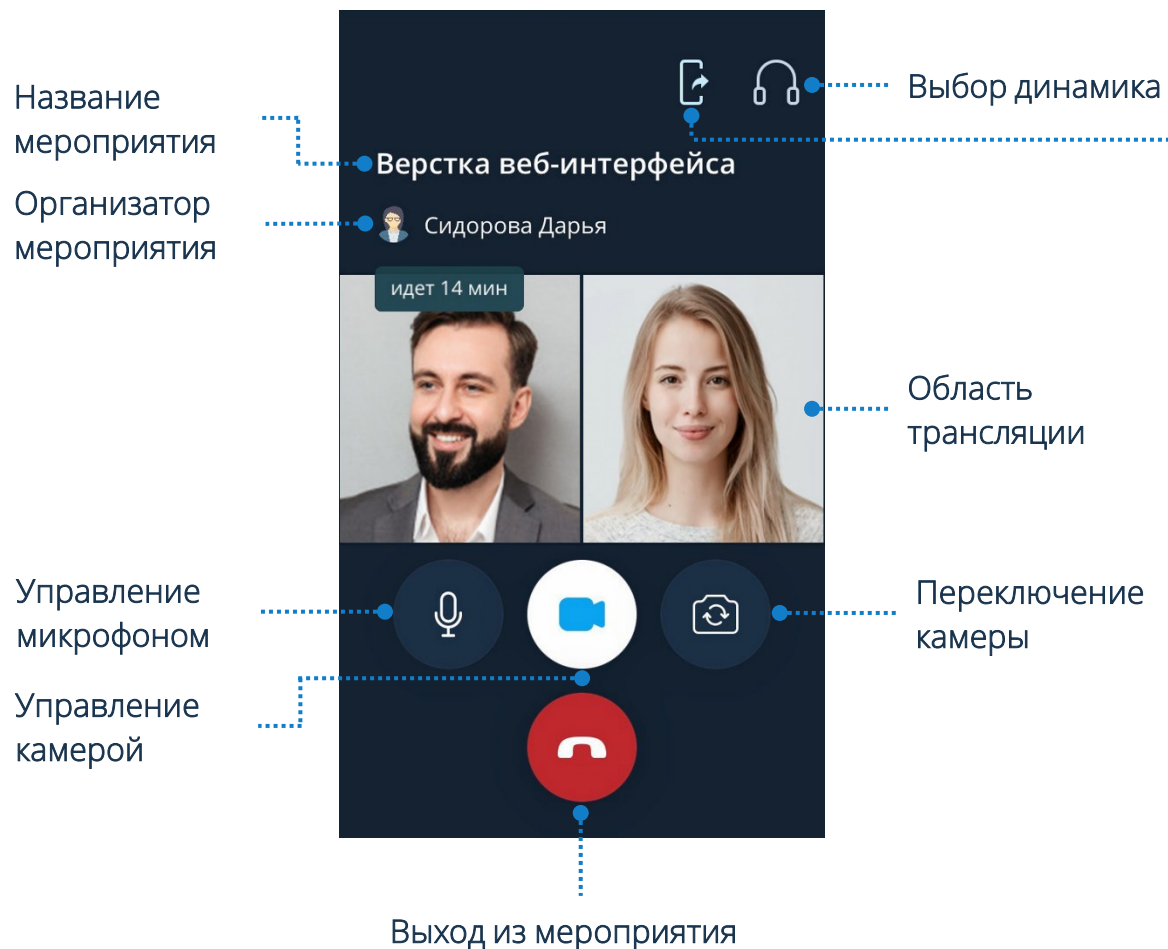 Выбор динамика
Название
мероприятия
Верстка веб-интерфейса
Организатор
мероприятия
Сидорова Дарья
идет 14 мин
Область
трансляции
Управление
микрофоном
Переключение
камеры
Управление
камерой
Выход из мероприятия